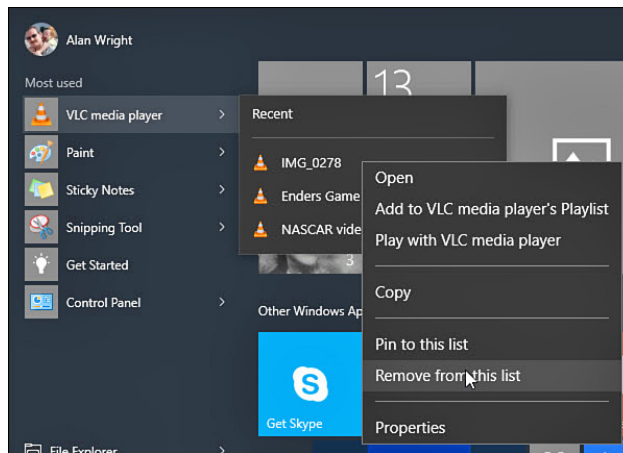 Alan Wright
Most used
VLC media player
Paint
Sticky Notes
Snipping Tool
Get Started
Control Panel
File Explorer
13
Recent
IMG_0278
Enders Game
NASCAR vide
3
Other Windows Ap
Get Skype
Open
Add to VLC media player's Playlist
Play with VLC media player
Copy
Pin to this list
Remove from this list
Properties